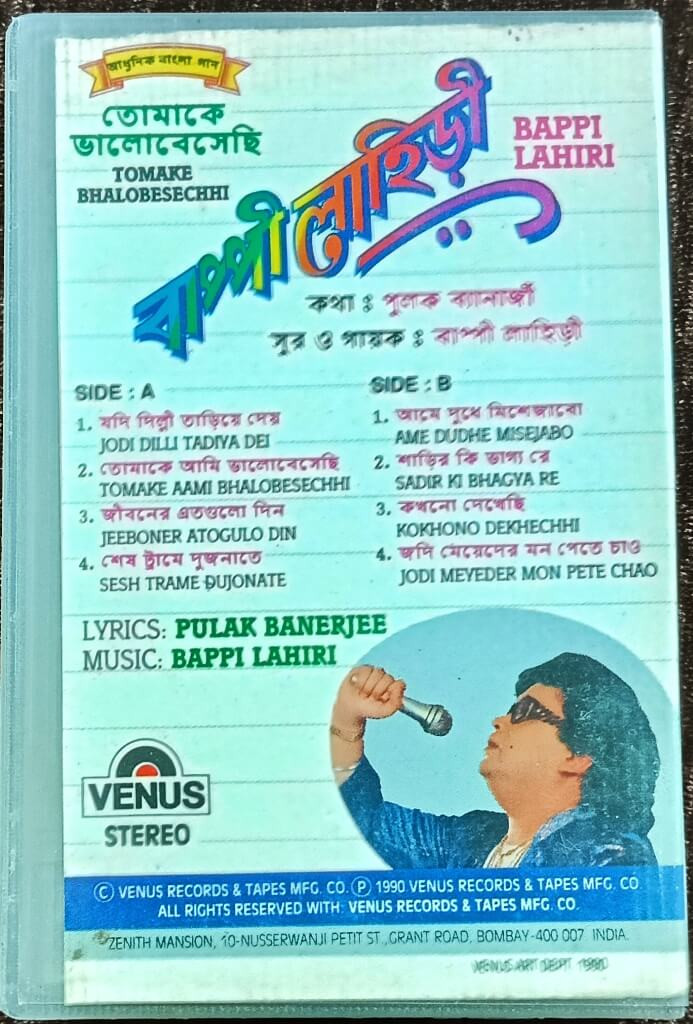 আধুনিক বাংলা গান
তোমাকে
ভালোবেসেছি
TOMAKE
BHALOBESECHHI
বাপ্পী লাহিড়ী
BAPPI
LAHIRI
কথা : পুলক ব্যানার্জী
সুর ও গায়ক : বাপ্পী লাহিড়ী
SIDE : A
1. যদি দিল্লী তাড়িয়ে দেয়
JODI DILLI TADIYA DEI
2. তোমাকে আমি ভালোবেসেছি
TOMAKE AAMI BHALOBESECHHI
3. জীবনের এতগুলো দিন
JEEBONER ATOGULO DIN
4. শেষ ট্রামে দুজনাতে
SESH TRAME DUJONATE
SIDE : B
1. আমে দুধে মিশেজাবো
AME DUDHE MISEJABO
2. শাড়ির কি ভাগ্য রে
SADIR KI BHAGYA RE
3. কখনো দেখেছি
KOKHONO DEKHECHHI
4. জদি মেয়েদের মন পেতে চাও
JODI MEYEDER MON PETE CHAO
LYRICS: PULAK BANERJEE
MUSIC: BAPPI LAHIRI
VENUS
STEREO
© VENUS RECORDS & TAPES MFG. CO. ℗ 1990 VENUS RECORDS & TAPES MFG. CO.
ALL RIGHTS RESERVED WITH: VENUS RECORDS & TAPES MFG. CO.
ZENITH MANSION, 10-NUSSERWANJI PETIT ST., GRANT ROAD, BOMBAY-400 007 INDIA.
VENUS ART DEPT 1990